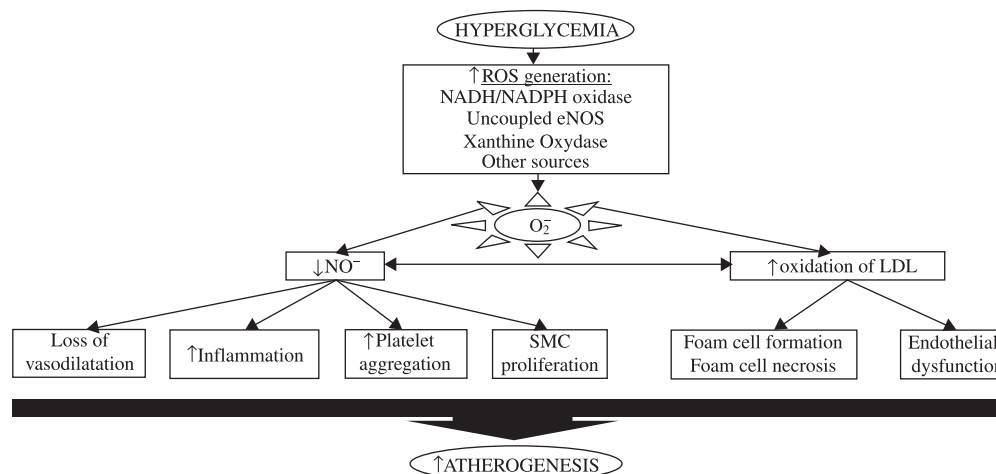 HYPERGLYCEMIA
↑ROS generation:
NADH/NADPH oxidase
Uncoupled eNOS
Xanthine Oxydase
Other sources
O₂⁻
↓NO⁻
↑oxidation of LDL
Loss of
vasodilatation
↑Inflammation
↑Platelet
aggregation
SMC
proliferation
Foam cell formation
Foam cell necrosis
Endothelial
dysfunction
↑ATHEROGENESIS